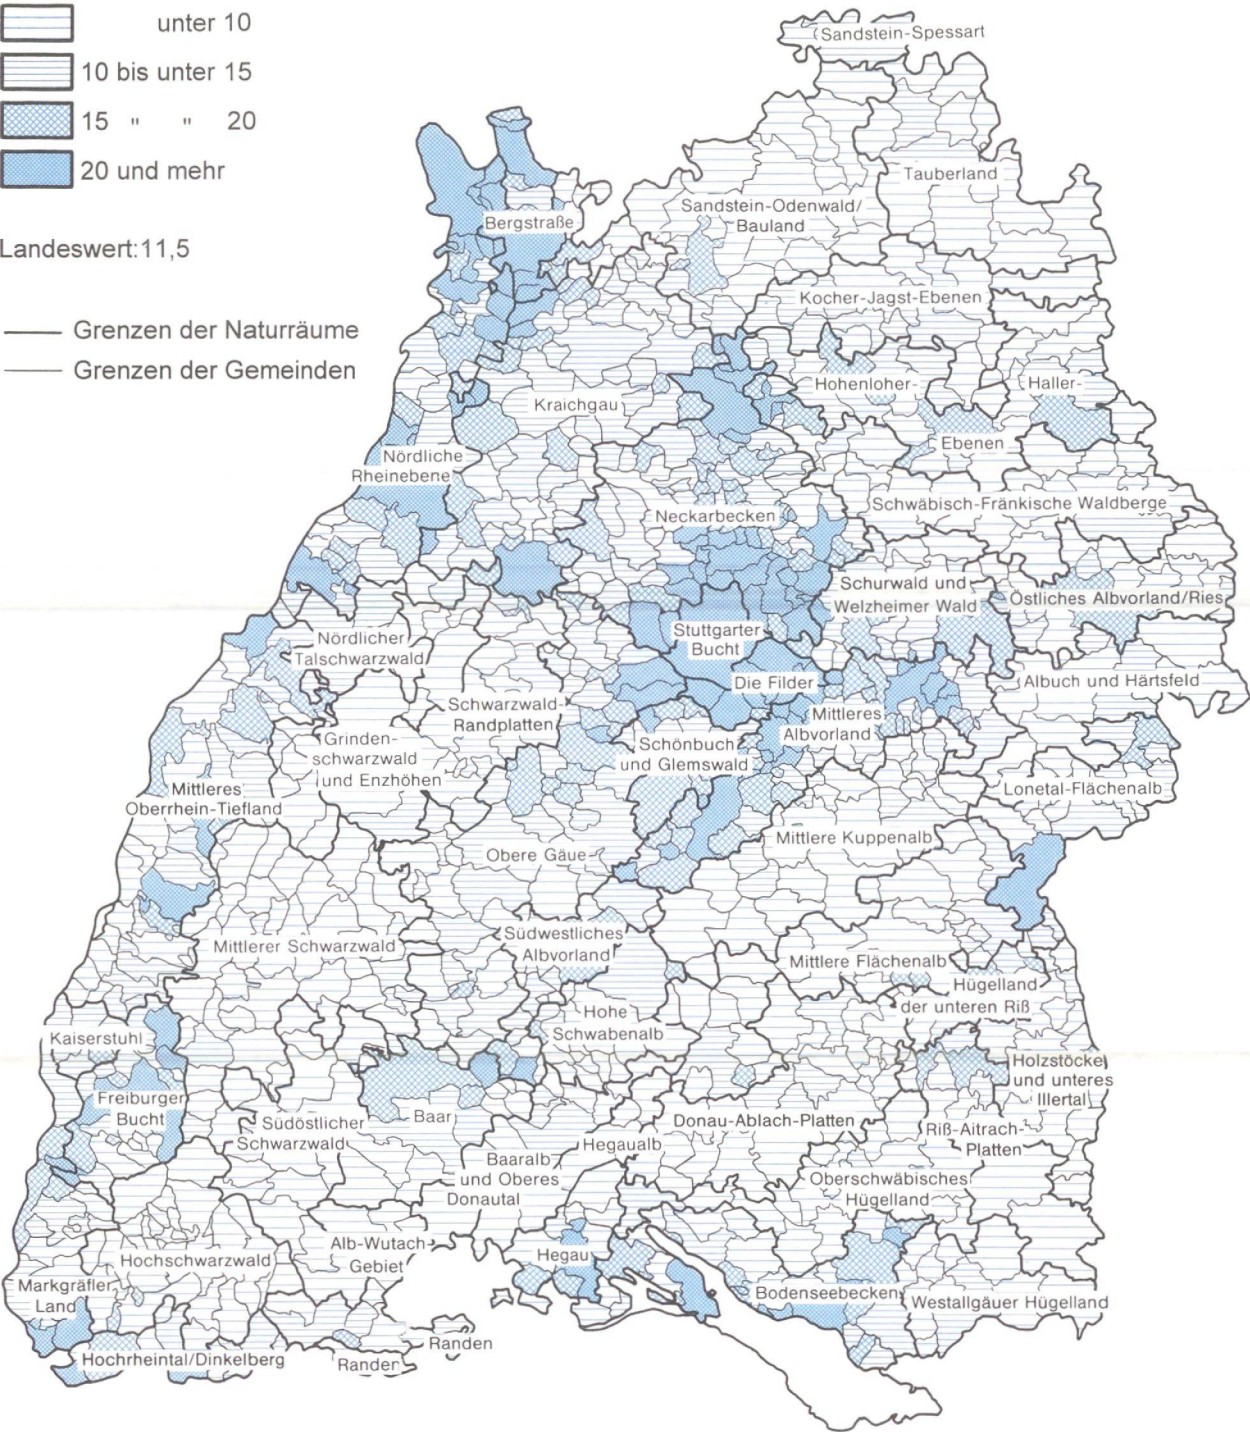 unter 10
10 bis unter 15
15 " " 20
20 und mehr
Landeswert:11,5
Grenzen der Naturräume
Grenzen der Gemeinden
Sandstein-Spessart
Tauberland
Sandstein-Odenwald/
Bauland
Bergstraße
Kocher-Jagst-Ebenen
Hohenloher-
Haller-
Ebenen
Kraichgau
Nördliche
Rheinebene
Schwäbisch-Fränkische Waldberge
Neckarbecken
Schurwald und
Welzheimer Wald
Östliches Albvorland/Ries
Stuttgarter
Bucht
Nördlicher
Talschwarzwald
Die Filder
Albuch und Härtsfeld
Schwarzwald-
Randplatten
Mittleres
Albvorland
Grinden-
schwarzwald
und Enzhöhen
Schönbuch
und Glemswald
Mittleres
Oberrhein-Tiefland
Lonetal-Flächenalb
Mittlere Kuppenalb
Obere Gäue
Südwestliches
Albvorland
Mittlerer Schwarzwald
Mittlere Flächenalb
Hügelland
der unteren Riß
Hohe
Schwabenalb
Kaiserstuhl
Holzstöcke
und unteres
Illertal
Freiburger
Bucht
Baar
Südöstlicher
Schwarzwald
Donau-Ablach-Platten
Riß-Aitrach-
Platten
Hegaualb
Baaralb
und Oberes
Donautal
Oberschwäbisches
Hügelland
Alb-Wutach-
Gebiet
Hegau
Hochschwarzwald
Markgräfler
Land
Bodenseebecken
Westallgäuer Hügelland
Randen
Hochrheintal/Dinkelberg
Randen